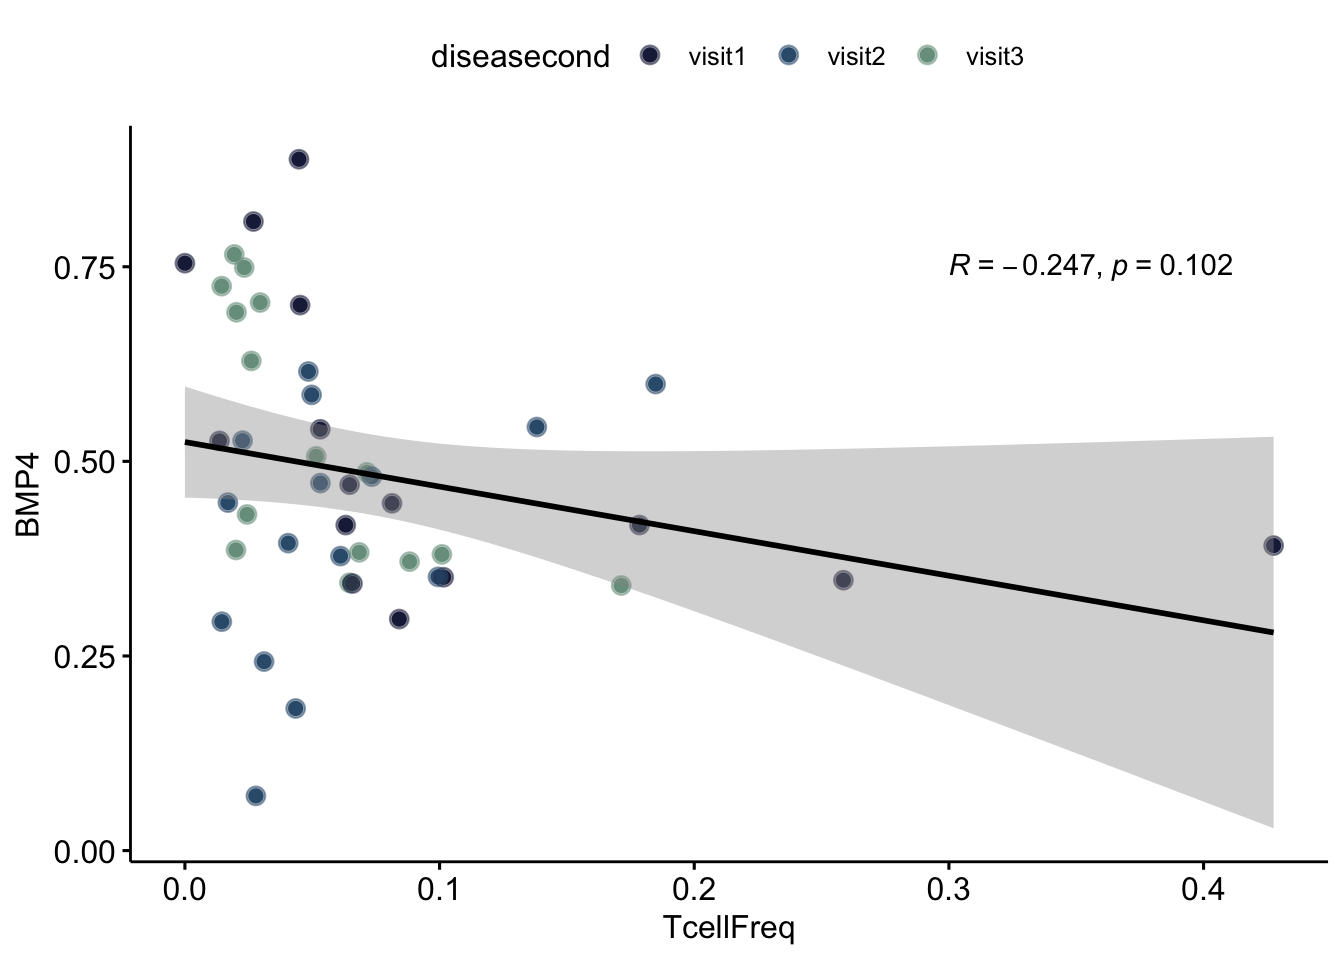 diseasecond visit1 visit2 visit3
R = −0.247, p = 0.102
BMP4
0.75
0.50
0.25
0.00
0.0 0.1 0.2 0.3 0.4
TcellFreq